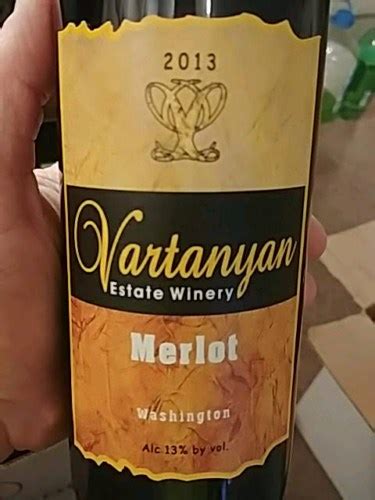 2013
Vartanyan
Estate Winery
Merlot
Washington
Alc 13% by vol.